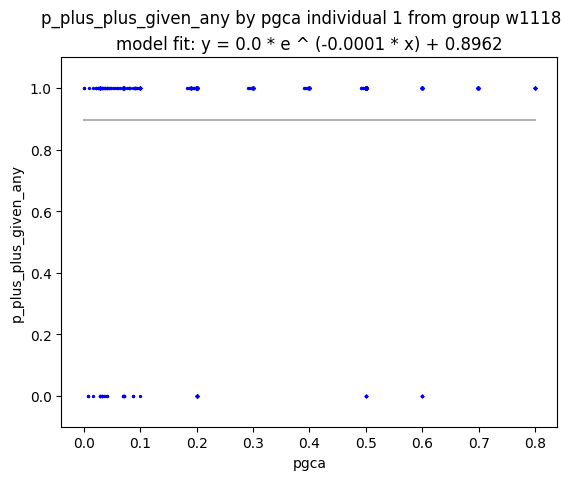 p_plus_plus_given_any by pgca individual 1 from group w1118
model fit: y = 0.0 * e ^ (-0.0001 * x) + 0.8962
1.0
0.8
0.6
0.4
0.2
0.0
p_plus_plus_given_any
0.0 0.1 0.2 0.3 0.4 0.5 0.6 0.7 0.8
pgca